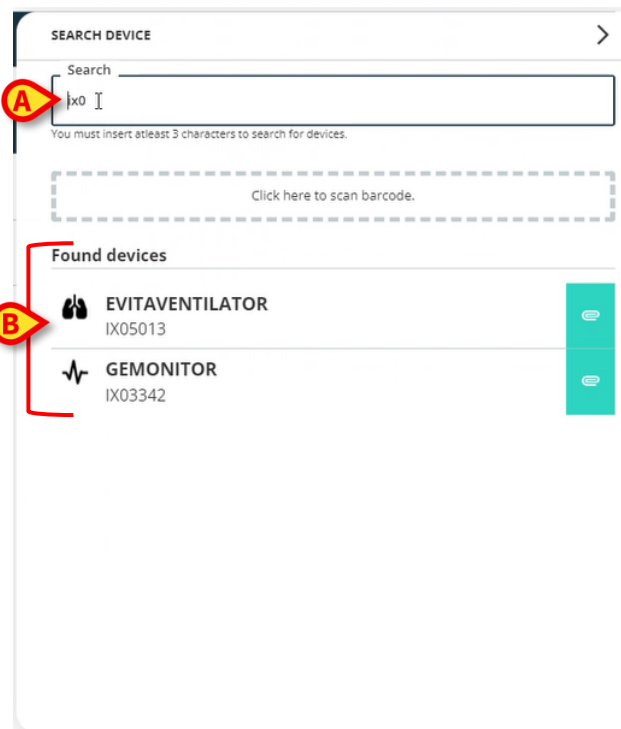 SEARCH DEVICE
Search
A
ix0
You must insert atleast 3 characters to search for devices.
Click here to scan barcode.
Found devices
B
EVITAVENTILATOR
IX05013
GEMONITOR
IX03342